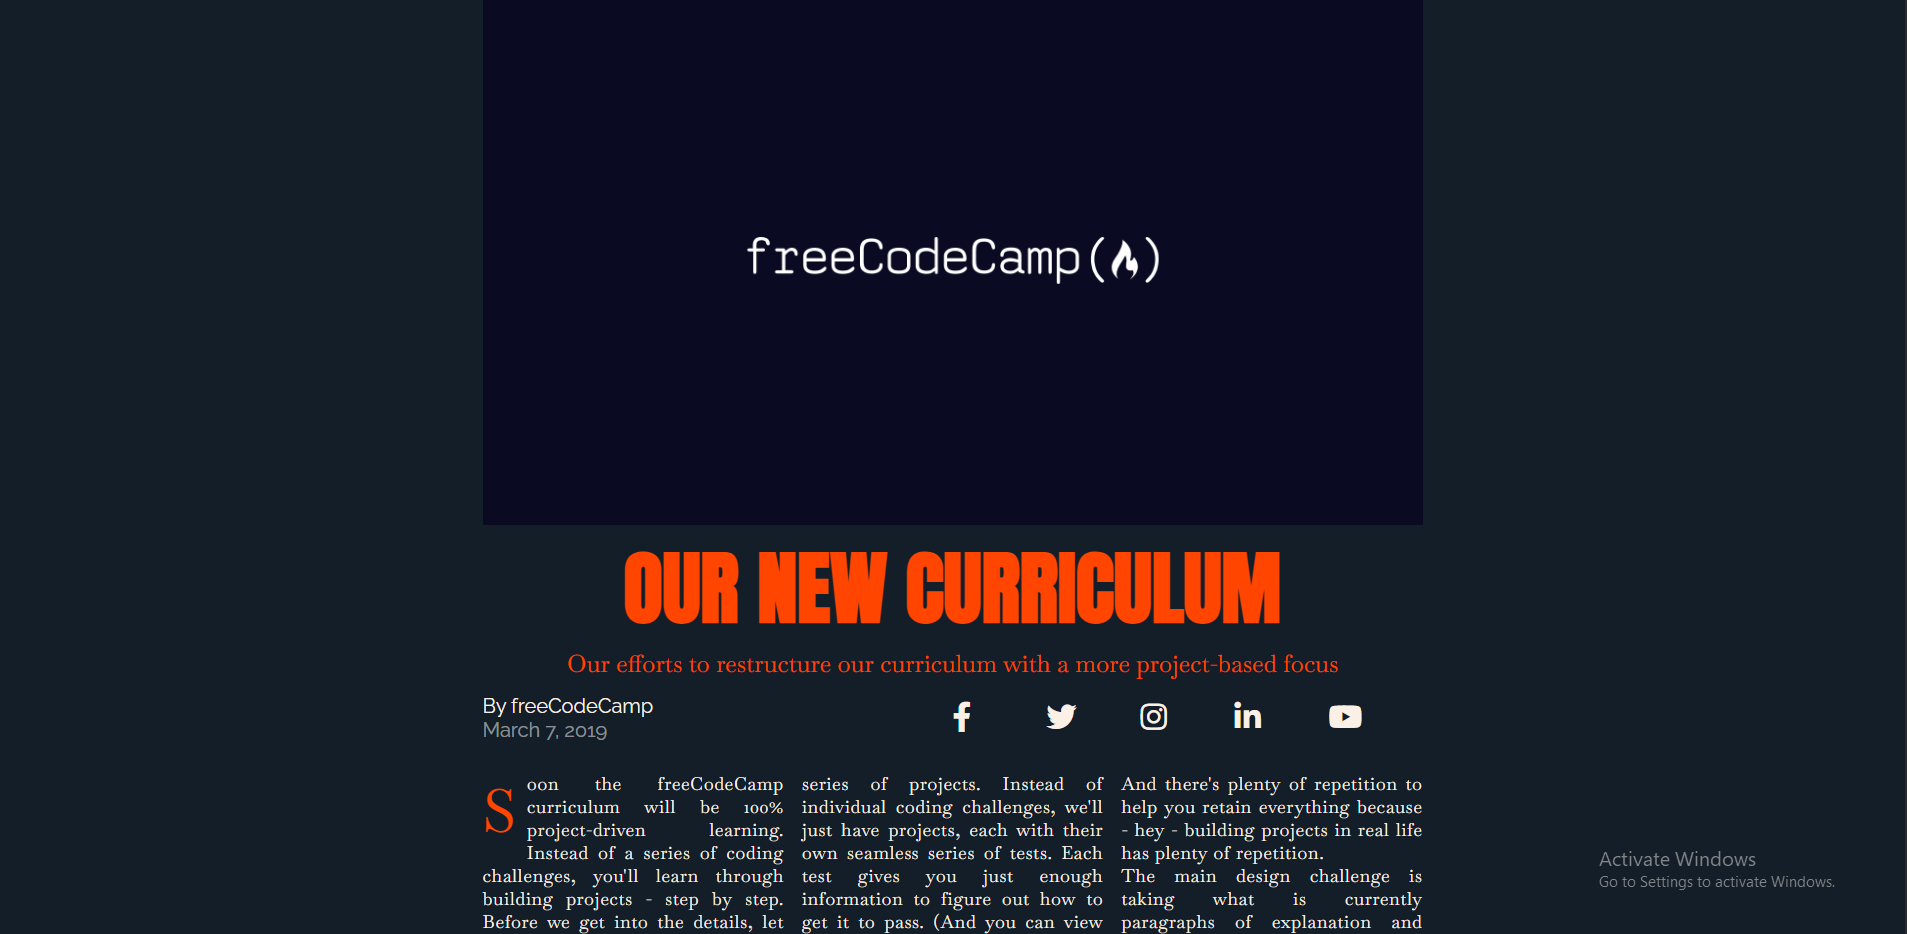 freeCodeCamp(🔥)
OUR NEW CURRICULUM
Our efforts to restructure our curriculum with a more project-based focus
By freeCodeCamp
March 7, 2019
Soon the freeCodeCamp
curriculum will be 100%
project-driven learning.
Instead of a series of coding
challenges, you'll learn through
building projects - step by step.
Before we get into the details, let
series of projects. Instead of
individual coding challenges, we'll
just have projects, each with their
own seamless series of tests. Each
test gives you just enough
information to figure out how to
get it to pass. (And you can view
And there's plenty of repetition to
help you retain everything because
- hey - building projects in real life
has plenty of repetition.
The main design challenge is
taking what is currently
paragraphs of explanation and
Activate Windows
Go to Settings to activate Windows.